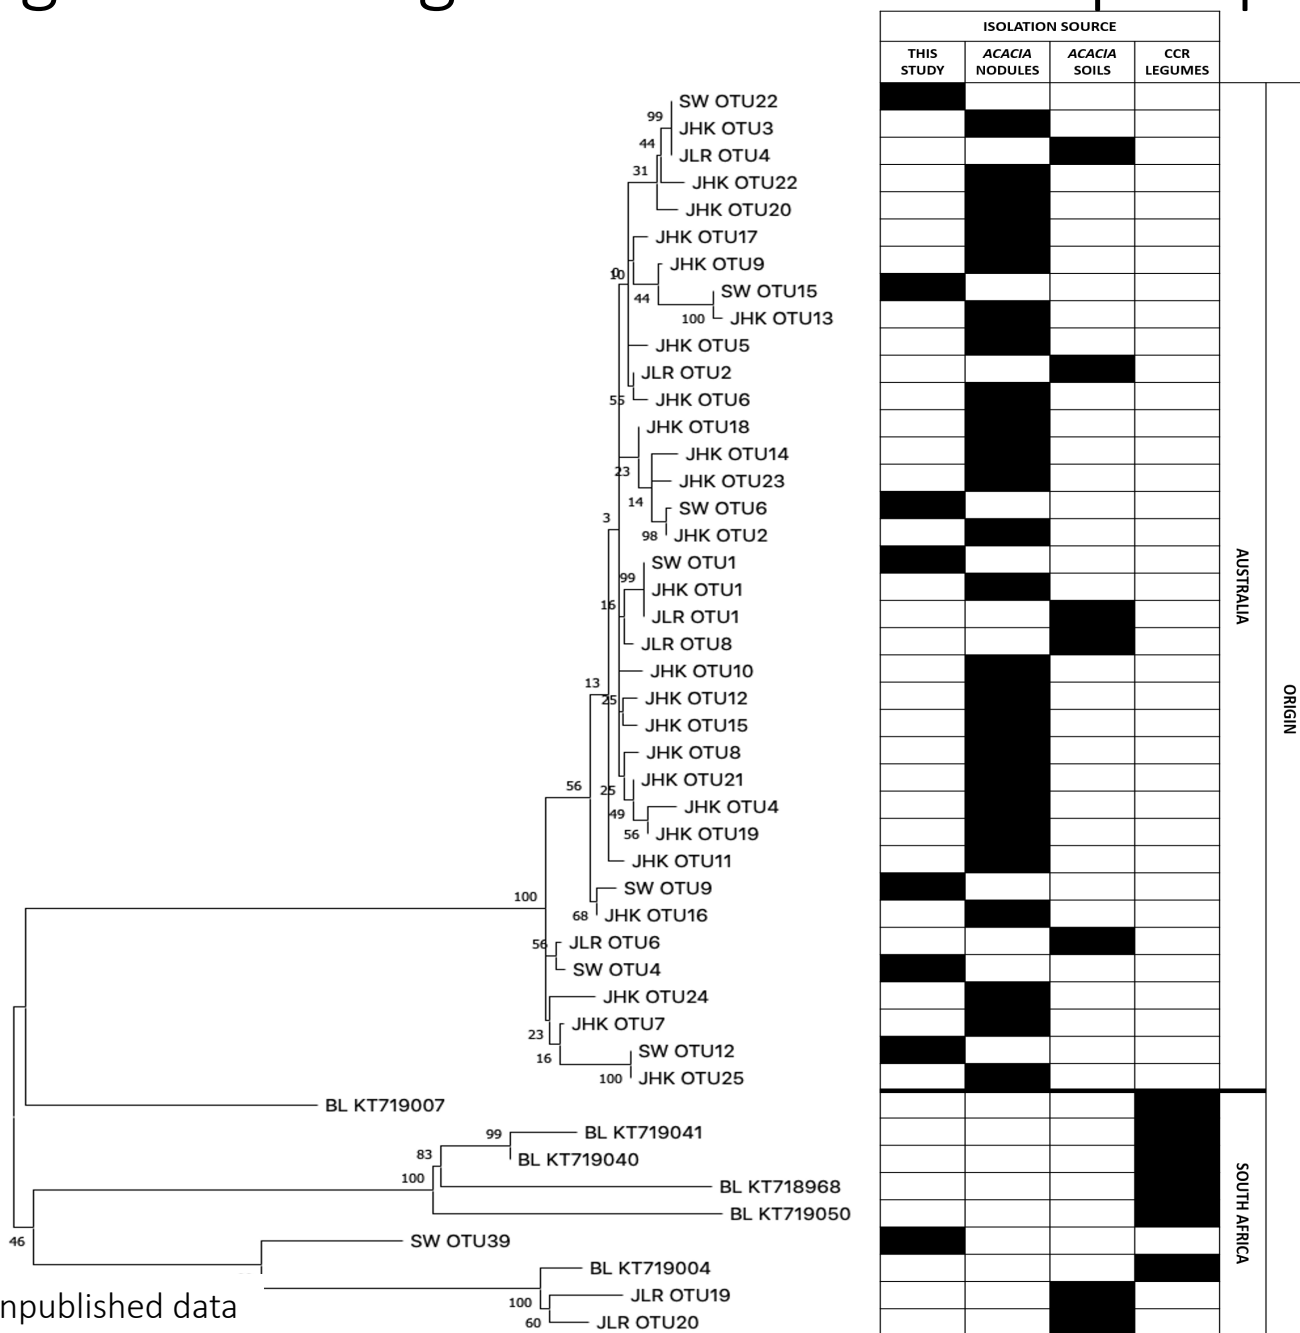 ISOLATION SOURCE
THIS STUDY
ACACIA NODULES
ACACIA SOILS
CCR LEGUMES
SW OTU22
99
JHK OTU3
44
JLR OTU4
31
JHK OTU22
JHK OTU20
JHK OTU17
JHK OTU9
0
10
SW OTU15
44
JHK OTU13
100
JHK OTU5
JLR OTU2
JHK OTU6
55
JHK OTU18
JHK OTU14
23
JHK OTU23
14
SW OTU6
3
JHK OTU2
98
SW OTU1
99
JHK OTU1
16
JLR OTU1
JLR OTU8
JHK OTU10
13
JHK OTU12
25
JHK OTU15
JHK OTU8
JHK OTU21
56
25
JHK OTU4
49
JHK OTU19
56
JHK OTU11
SW OTU9
100
JHK OTU16
68
JLR OTU6
56
SW OTU4
JHK OTU24
JHK OTU7
23
SW OTU12
16
JHK OTU25
100
BL KT719007
BL KT719041
99
BL KT719040
83
100
BL KT718968
BL KT719050
SW OTU39
46
BL KT719004
JLR OTU19
100
JLR OTU20
60
AUSTRALIA
SOUTH AFRICA
ORIGIN
npublished data